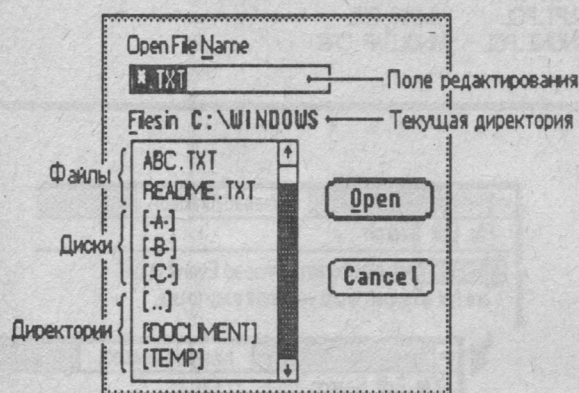 Open File Name
*.TXT
Поле редактирования
Files in C:\WINDOWS
Текущая директория
Файлы
ABC.TXT
README.TXT
Диски
[-A-]
[-B-]
[-C-]
Директории
[..]
[DOCUMENT]
[TEMP]
Open
Cancel